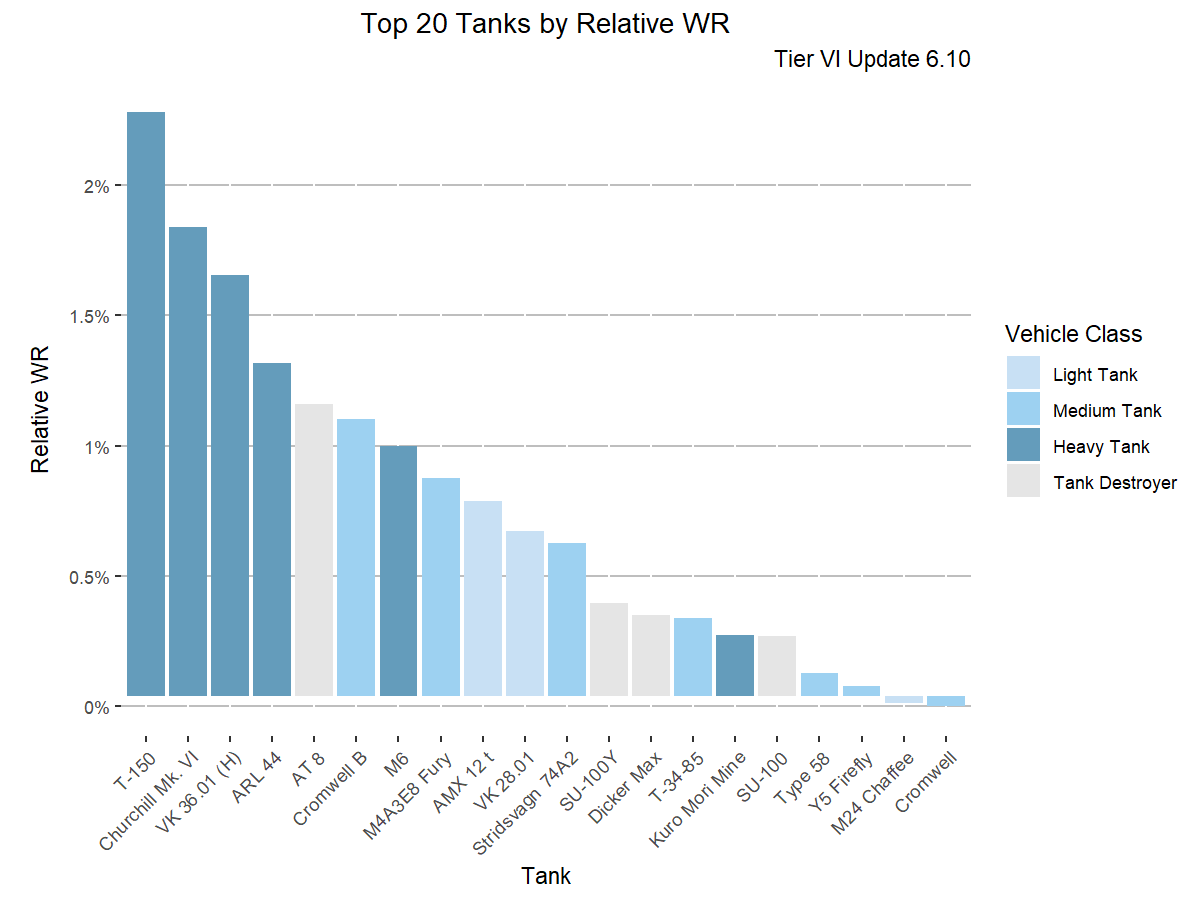 Top 20 Tanks by Relative WR
Tier VI Update 6.10
Relative WR
2%
1.5%
1%
0.5%
0%
T-150
Churchill Mk. VI
VK 36.01 (H)
ARL 44
AT 8
Cromwell B
M6
M4A3E8 Fury
AMX 12 t
VK 28.01
Stridsvagn 74A2
SU-100Y
Dicker Max
T-34-85
Kuro Mori Mine
SU-100
Type 58
Y5 Firefly
M24 Chaffee
Cromwell
Tank
Vehicle Class
Light Tank
Medium Tank
Heavy Tank
Tank Destroyer